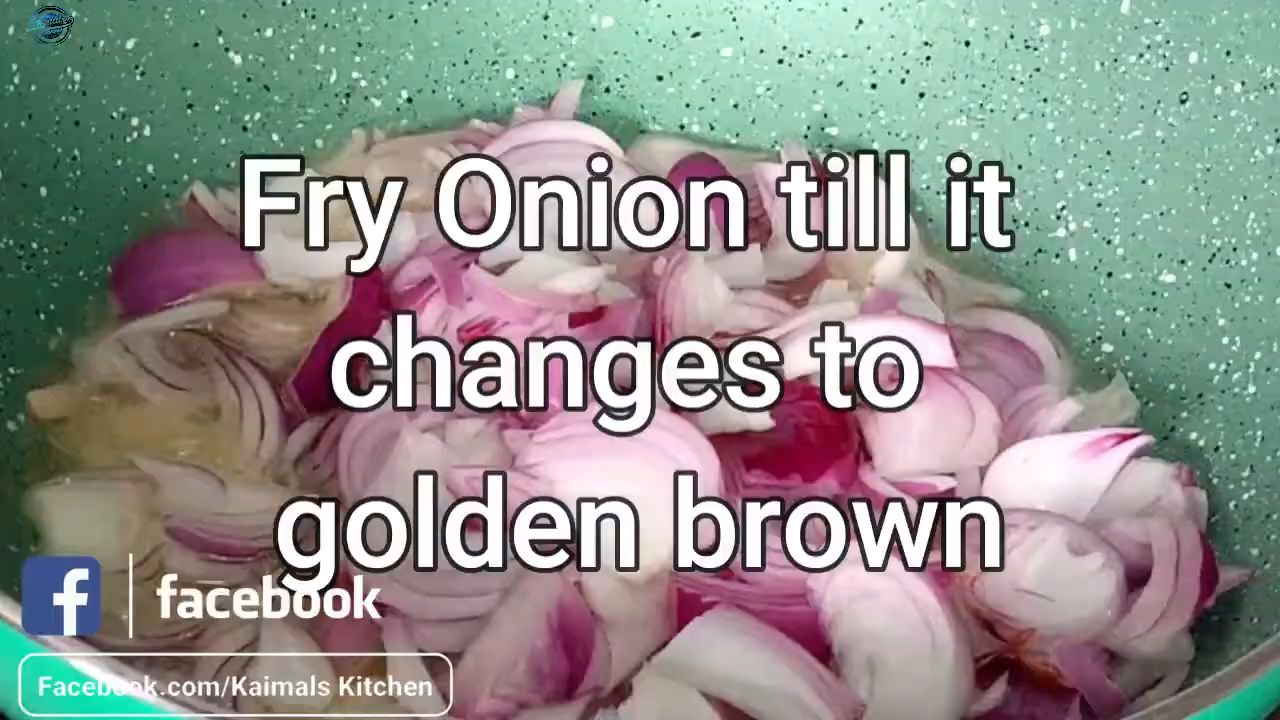 Fry Onion till it
changes to
golden brown
facebook
Facebook.com/Kaimals Kitchen